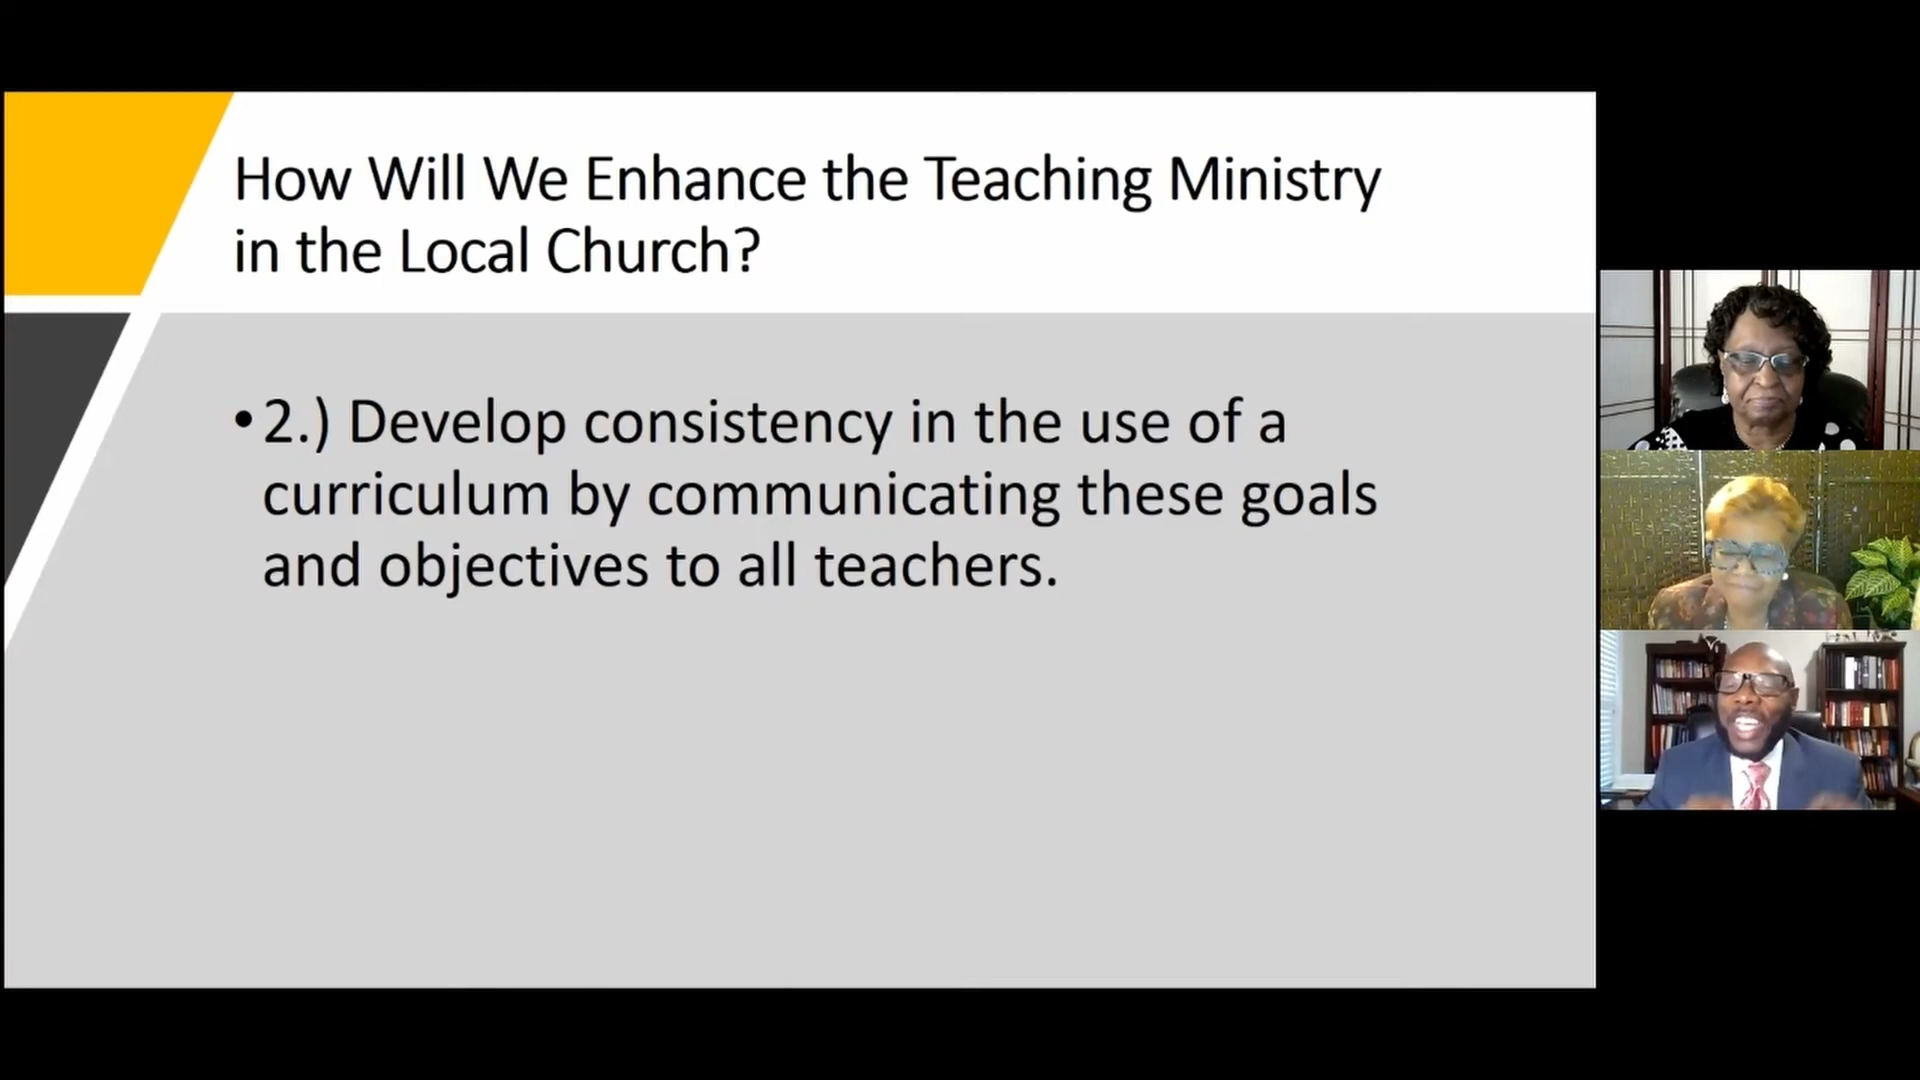 How Will We Enhance the Teaching Ministry
in the Local Church?
•2.) Develop consistency in the use of a
curriculum by communicating these goals
and objectives to all teachers.